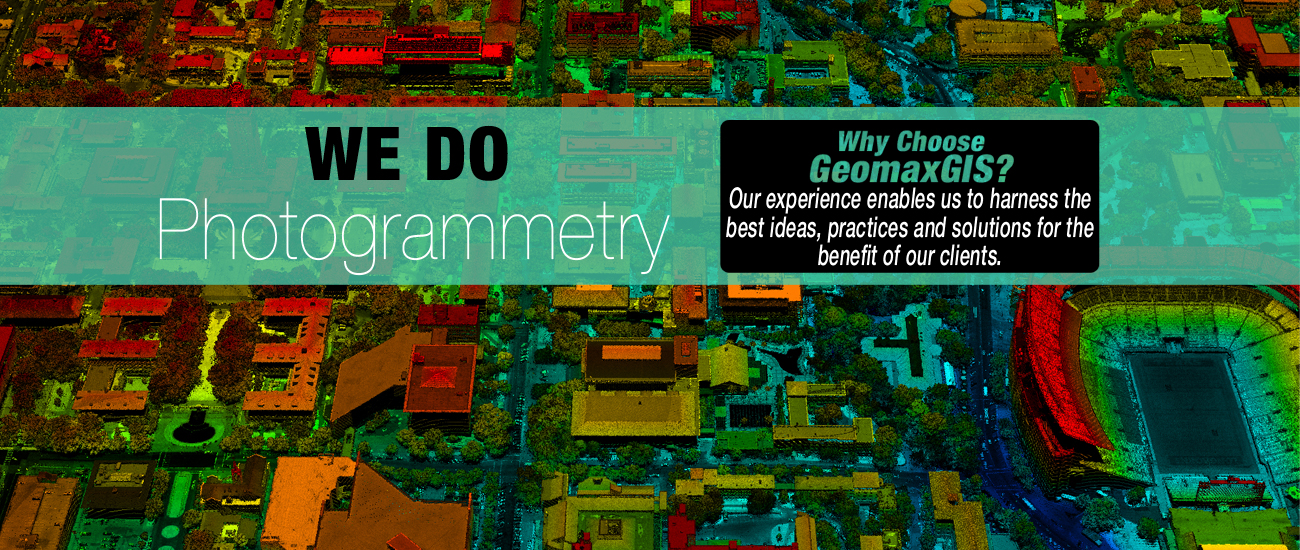 WE DO
Photogrammetry
Why Choose
GeomaxGIS?
Our experience enables us to harness the
best ideas, practices and solutions for the
benefit of our clients.